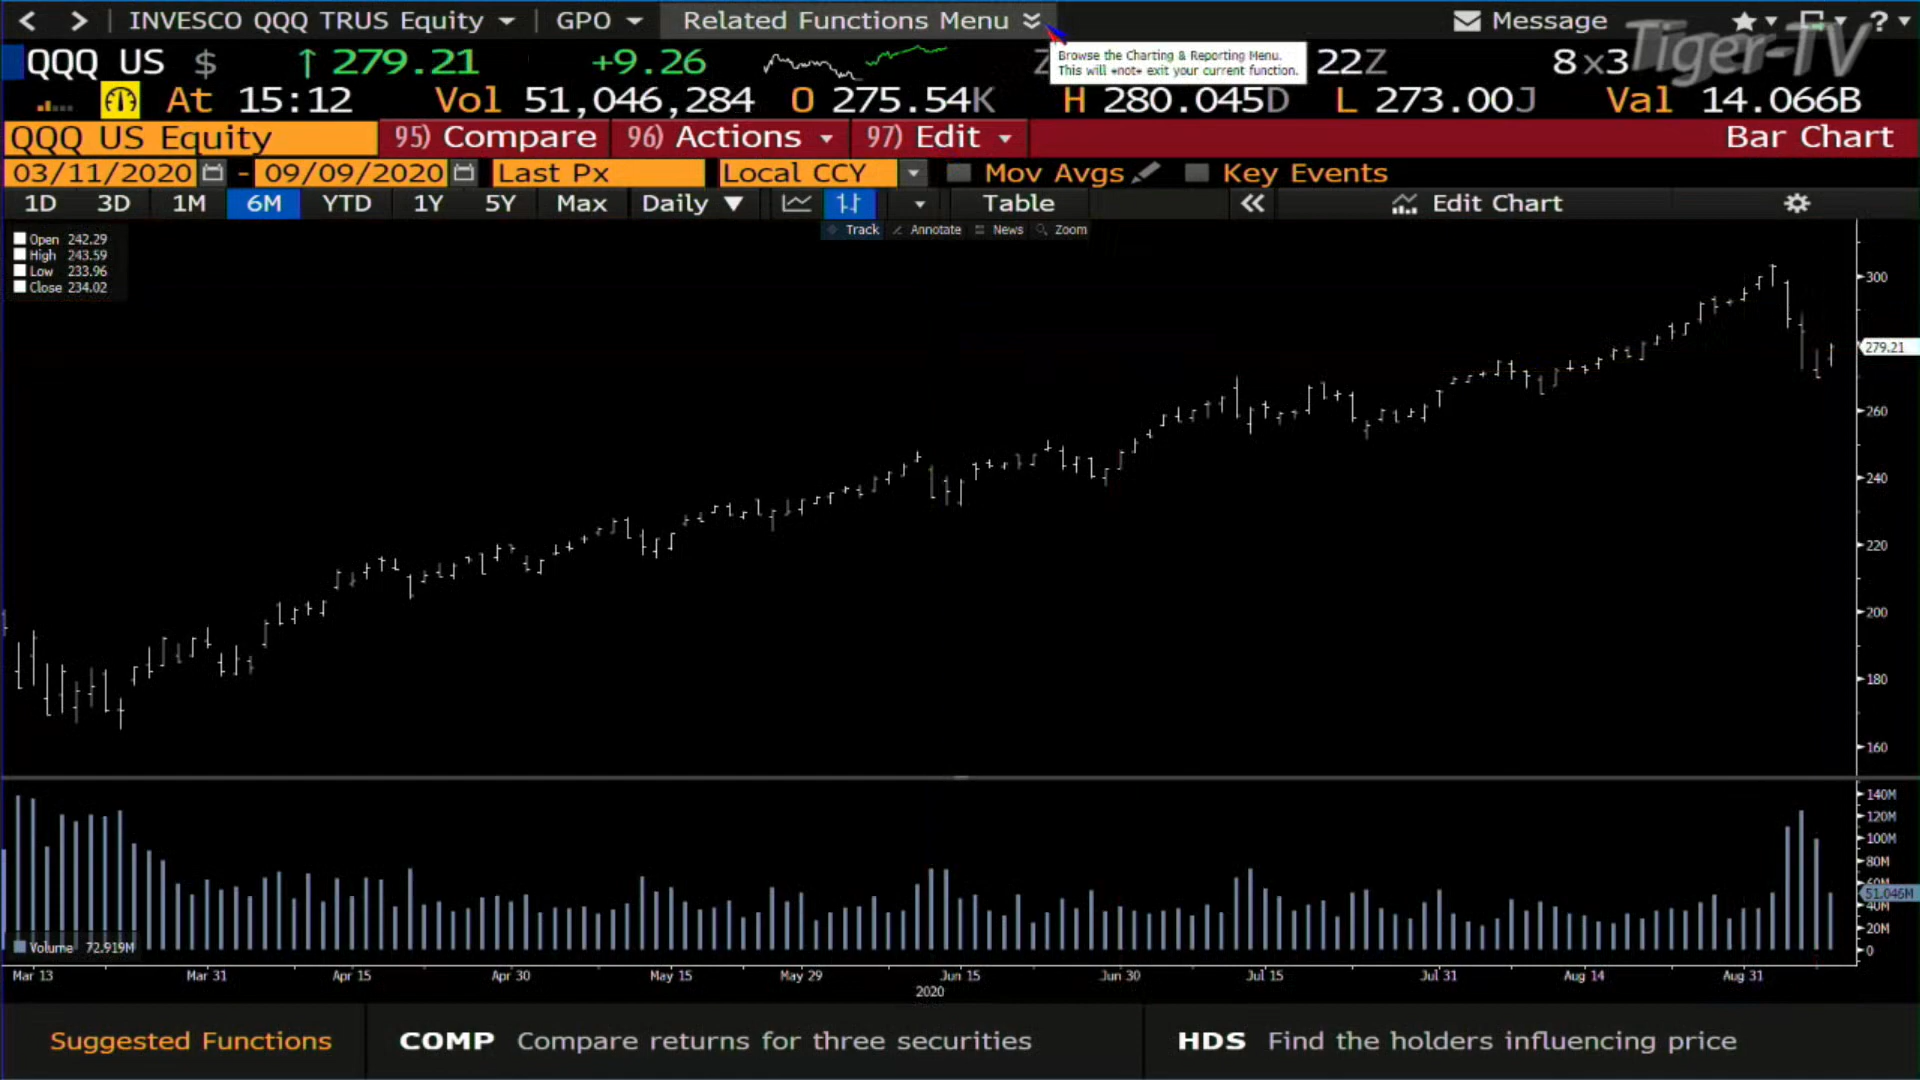 < > INVESCO QQQ TRUS Equity GPO Related Functions Menu Message ?
Tiger-TV
QQQ US $ ↑ 279.21 +9.26 22Z 8x3
Browse the Charting & Reporting Menu.
This will *not* exit your current function.
At 15:12 Vol 51,046,284 O 275.54K H 280.045D L 273.00J Val 14.066B
QQQ US Equity 95) Compare 96) Actions 97) Edit Bar Chart
03/11/2020 - 09/09/2020 Last Px Local CCY Mov Avgs Key Events
1D 3D 1M 6M YTD 1Y 5Y Max Daily Table Edit Chart
Track Annotate News Zoom
Open 242.29
High 243.59
Low 233.96
Close 234.02
300
279.21
260
240
220
200
180
160
140M
120M
100M
80M
60M
51.046M
40M
20M
0
Volume 72.919M
Mar 13 Mar 31 Apr 15 Apr 30 May 15 May 29 Jun 15 Jun 30 Jul 15 Jul 31 Aug 14 Aug 31
2020
Suggested Functions COMP Compare returns for three securities HDS Find the holders influencing price